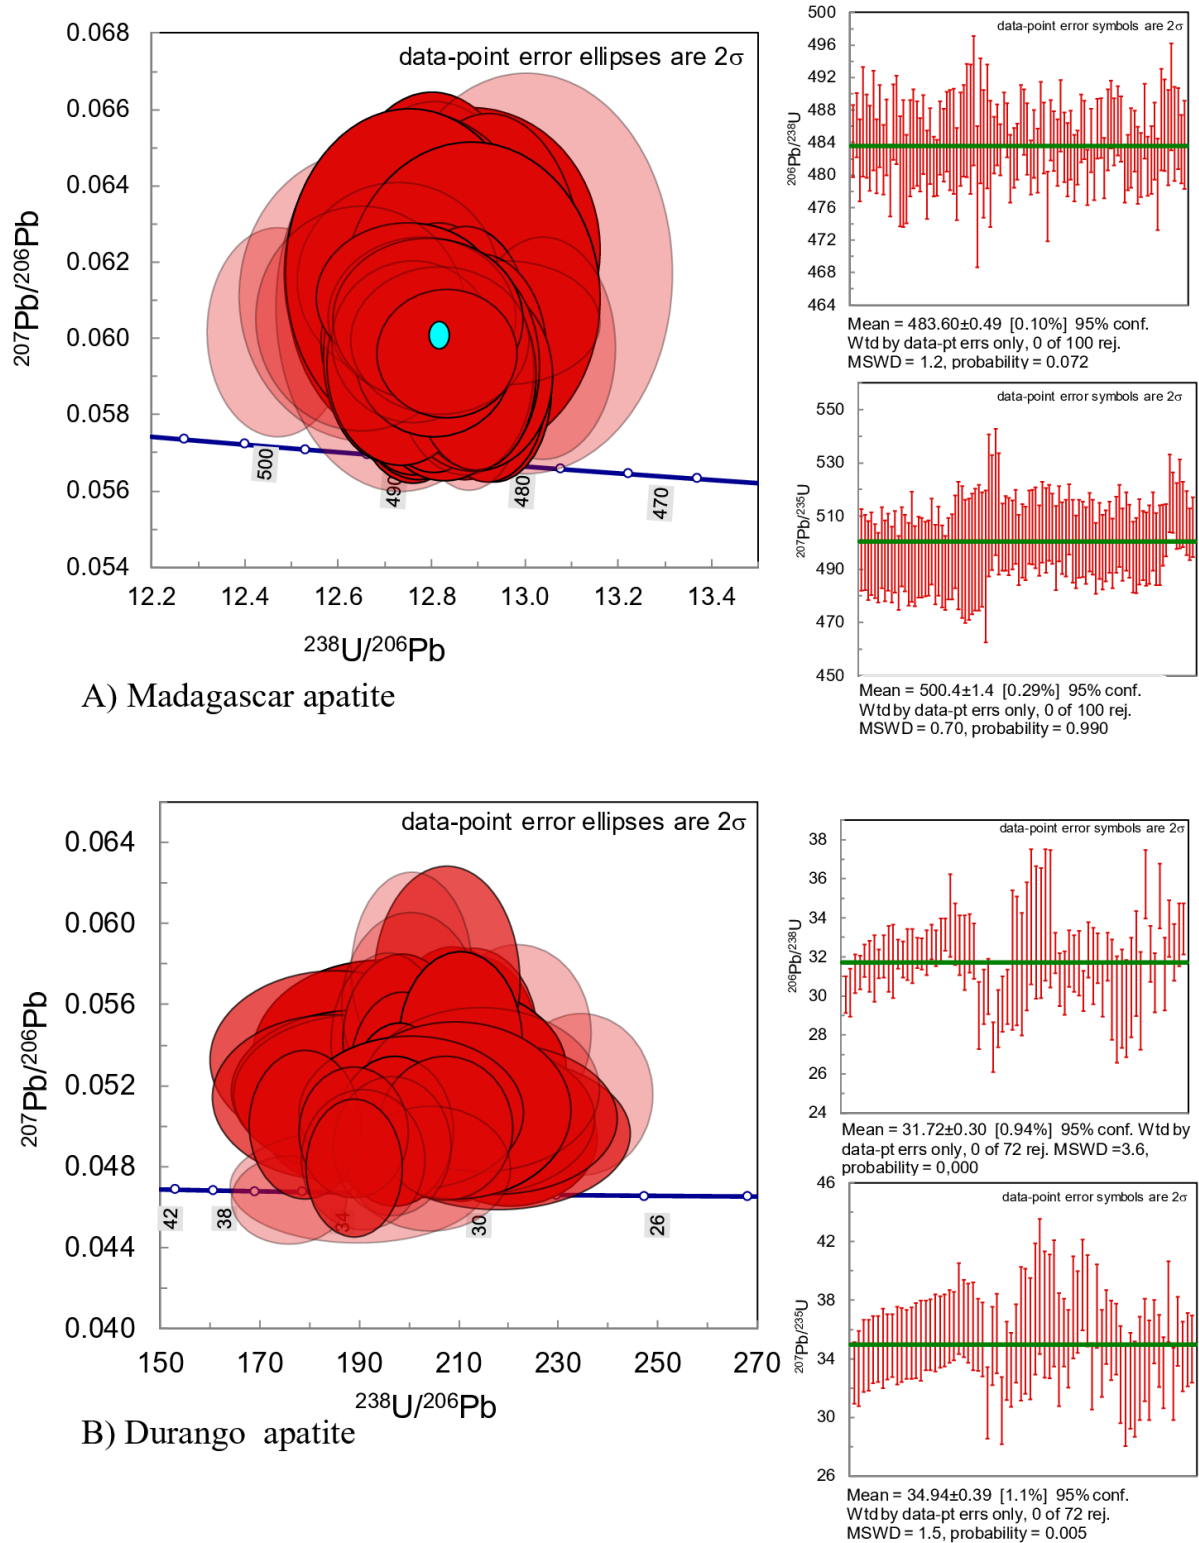 0.068
0.066
0.064
0.062
0.060
0.058
0.056
0.054
207Pb/206Pb
data-point error ellipses are 2σ
500
490
480
470
12.2 12.4 12.6 12.8 13.0 13.2 13.4
238U/206Pb
A) Madagascar apatite
500
496
492
488
484
480
476
472
468
464
206Pb/238U
data-point error symbols are 2σ
Mean = 483.60±0.49 [0.10%] 95% conf.
Wtd by data-pt errs only, 0 of 100 rej.
MSWD = 1.2, probability = 0.072
550
530
510
490
470
450
207Pb/235U
data-point error symbols are 2σ
Mean = 500.4±1.4 [0.29%] 95% conf.
Wtd by data-pt errs only, 0 of 100 rej.
MSWD = 0.70, probability = 0.990
0.064
0.060
0.056
0.052
0.048
0.044
0.040
207Pb/206Pb
data-point error ellipses are 2σ
42
38
34
30
26
150 170 190 210 230 250 270
238U/206Pb
B) Durango apatite
38
36
34
32
30
28
26
24
206Pb/238U
data-point error symbols are 2σ
Mean = 31.72±0.30 [0.94%] 95% conf. Wtd by
data-pt errs only, 0 of 72 rej. MSWD =3.6,
probability = 0,000
46
42
38
34
30
26
207Pb/235U
data-point error symbols are 2σ
Mean = 34.94±0.39 [1.1%] 95% conf.
Wtd by data-pt errs only, 0 of 72 rej.
MSWD = 1.5, probability = 0.005